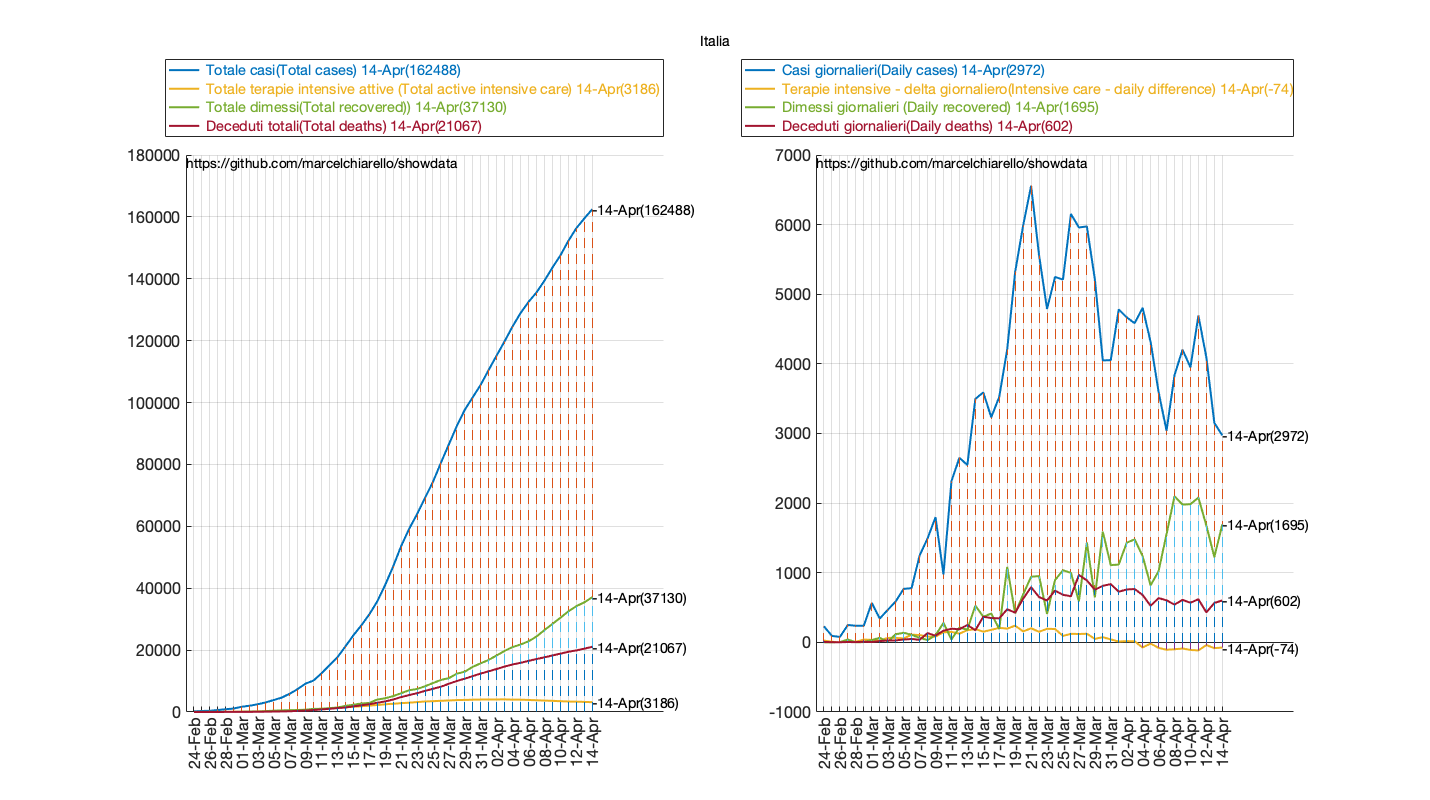 Italia
Totale casi(Total cases) 14-Apr(162488)
Totale terapie intensive attive (Total active intensive care) 14-Apr(3186)
Totale dimessi(Total recovered)) 14-Apr(37130)
Deceduti totali(Total deaths) 14-Apr(21067)
https://github.com/marcelchiarello/showdata
180000
160000
140000
120000
100000
80000
60000
40000
20000
0
14-Apr(162488)
14-Apr(37130)
14-Apr(21067)
14-Apr(3186)
24-Feb
26-Feb
28-Feb
01-Mar
03-Mar
05-Mar
07-Mar
09-Mar
11-Mar
13-Mar
15-Mar
17-Mar
19-Mar
21-Mar
23-Mar
25-Mar
27-Mar
29-Mar
31-Mar
02-Apr
04-Apr
06-Apr
08-Apr
10-Apr
12-Apr
14-Apr
Casi giornalieri(Daily cases) 14-Apr(2972)
Terapie intensive - delta giornaliero(Intensive care - daily difference) 14-Apr(-74)
Dimessi giornalieri (Daily recovered) 14-Apr(1695)
Deceduti giornalieri(Daily deaths) 14-Apr(602)
https://github.com/marcelchiarello/showdata
7000
6000
5000
4000
3000
2000
1000
0
-1000
14-Apr(2972)
14-Apr(1695)
14-Apr(602)
14-Apr(-74)
24-Feb
26-Feb
28-Feb
01-Mar
03-Mar
05-Mar
07-Mar
09-Mar
11-Mar
13-Mar
15-Mar
17-Mar
19-Mar
21-Mar
23-Mar
25-Mar
27-Mar
29-Mar
31-Mar
02-Apr
04-Apr
06-Apr
08-Apr
10-Apr
12-Apr
14-Apr